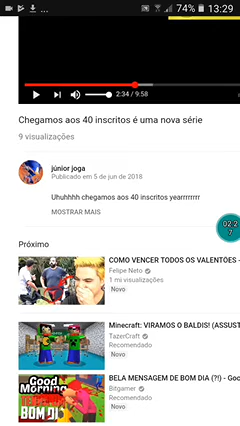 74% 13:29
2:34 / 9:58
Chegamos aos 40 inscritos é uma nova série
9 visualizações
júnior joga
Publicado em 5 de jun de 2018
Uhuhhhh chegamos aos 40 inscritos yearrrrrrrr
MOSTRAR MAIS
02:27
Próximo
COMO VENCER TODOS OS VALENTÕES -
Felipe Neto
1 mi visualizações
Novo
Minecraft: VIRAMOS O BALDIS! (ASSUST
TazerCraft
Recomendado
Novo
Good Morning
BOM DI
BELA MENSAGEM DE BOM DIA (?!) - Goo
Bitgamer
Recomendado
Novo